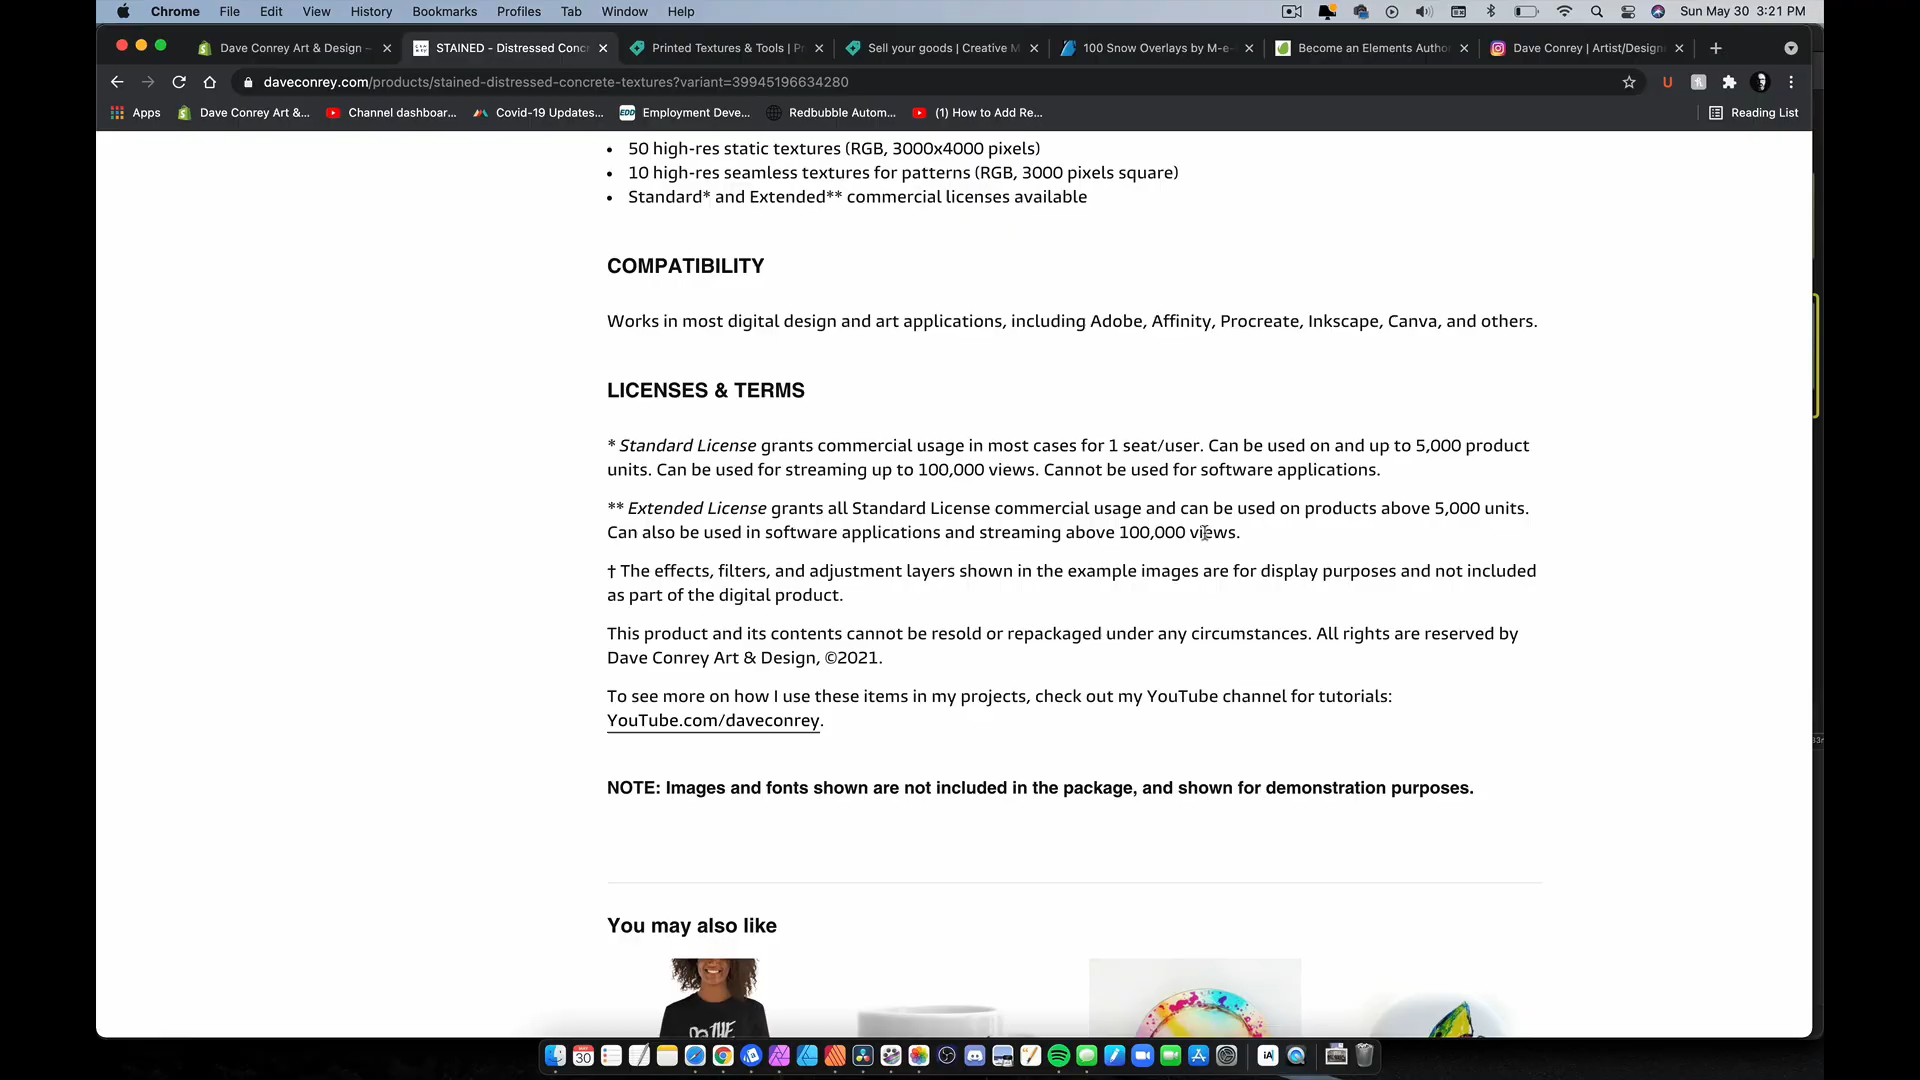 Chrome File Edit View History Bookmarks Profiles Tab Window Help Sun May 30 3:21 PM
Dave Conrey Art & Design - STAINED - Distressed Conc Printed Textures & Tools | P Sell your goods | Creative M 100 Snow Overlays by M-e- Become an Elements Autho Dave Conrey | Artist/Design
daveconrey.com/products/stained-distressed-concrete-textures?variant=39945196634280
Apps Dave Conrey Art &... Channel dashboar... Covid-19 Updates... EDD Employment Deve... Redbubble Autom... (1) How to Add Re... Reading List
• 50 high-res static textures (RGB, 3000x4000 pixels)
• 10 high-res seamless textures for patterns (RGB, 3000 pixels square)
• Standard* and Extended** commercial licenses available
COMPATIBILITY
Works in most digital design and art applications, including Adobe, Affinity, Procreate, Inkscape, Canva, and others.
LICENSES & TERMS
* Standard License grants commercial usage in most cases for 1 seat/user. Can be used on and up to 5,000 product
units. Can be used for streaming up to 100,000 views. Cannot be used for software applications.
** Extended License grants all Standard License commercial usage and can be used on products above 5,000 units.
Can also be used in software applications and streaming above 100,000 views.
† The effects, filters, and adjustment layers shown in the example images are for display purposes and not included
as part of the digital product.
This product and its contents cannot be resold or repackaged under any circumstances. All rights are reserved by
Dave Conrey Art & Design, ©2021.
To see more on how I use these items in my projects, check out my YouTube channel for tutorials:
YouTube.com/daveconrey.
NOTE: Images and fonts shown are not included in the package, and shown for demonstration purposes.
You may also like
THE
30
iA